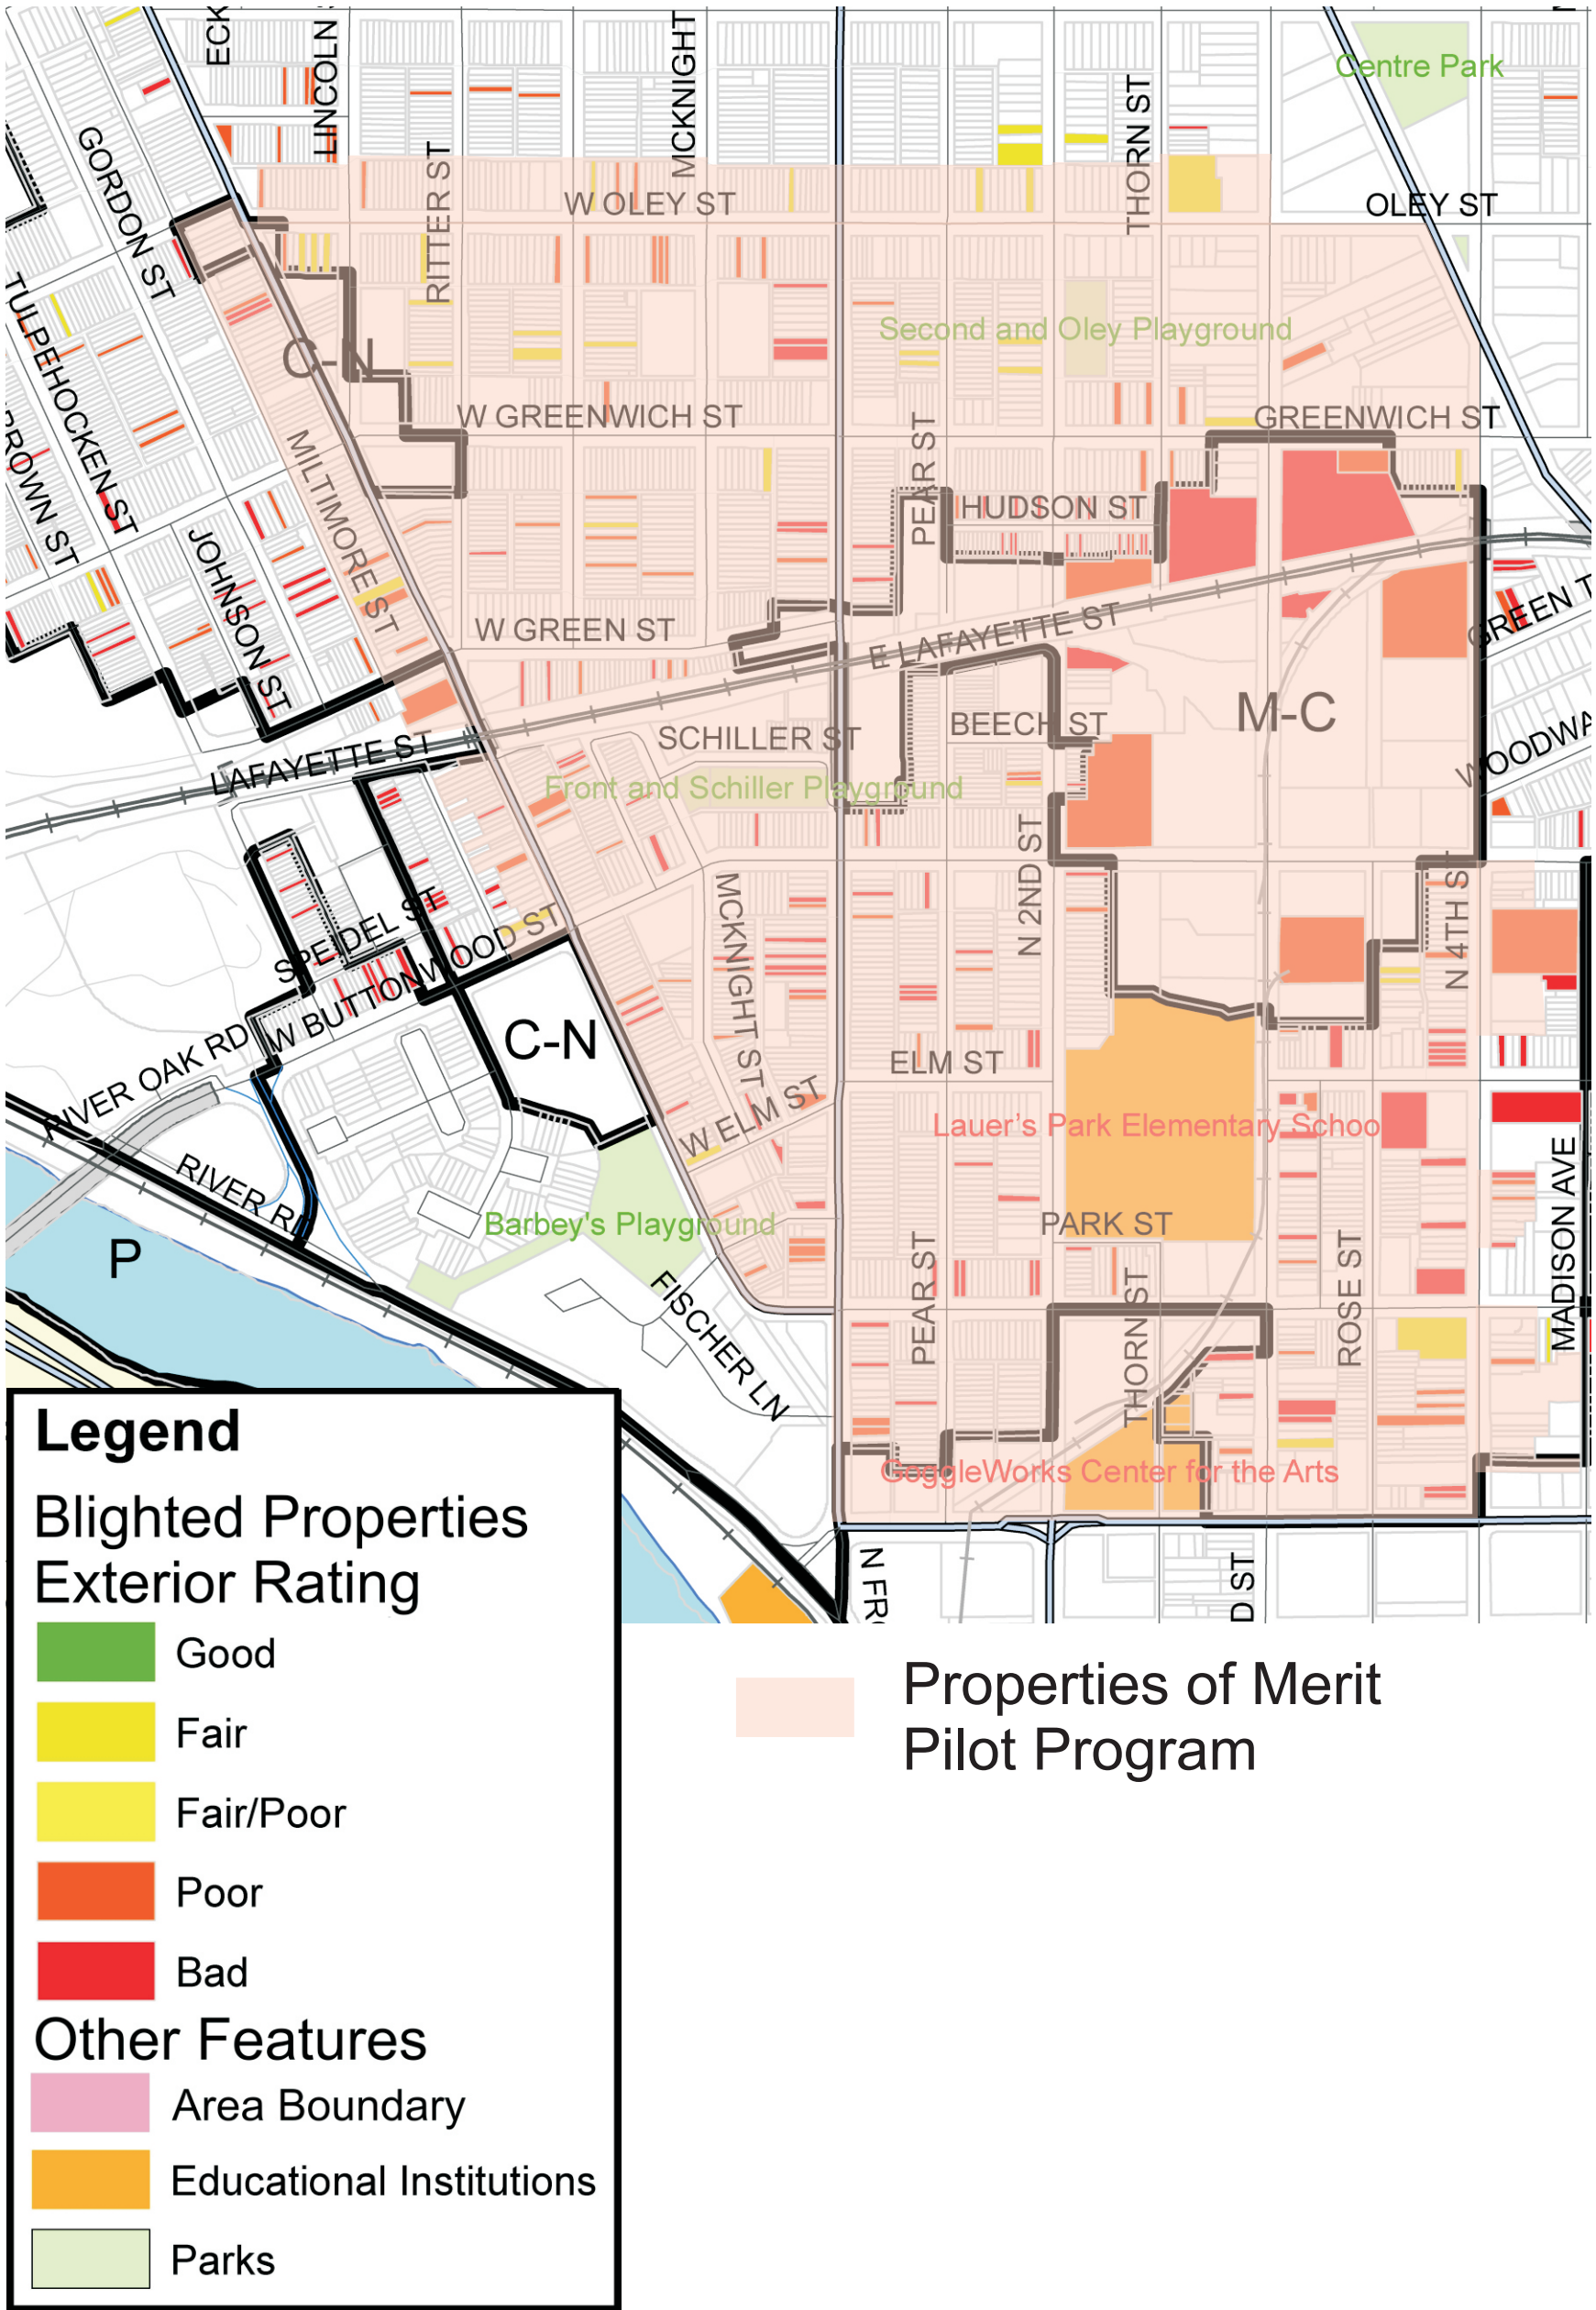 ECK
LINCOLN S
MCKNIGHT
Centre Park
THORN ST
GORDON ST
RITTER ST
W OLEY ST
OLEY ST
TULPEHOCKEN ST
Second and Oley Playground
C-N
W GREENWICH ST
GREENWICH ST
PEAR ST
BROWN ST
MILTIMORE ST
HUDSON ST
JOHNSON ST
W GREEN ST
E LAFAYETTE ST
GREEN T
M-C
BEECH ST
SCHILLER ST
LAFAYETTE ST
WOODWA
Front and Schiller Playground
N 2ND ST
MCKNIGHT ST
N 4TH S
SPEIDEL ST
W BUTTONWOOD ST
C-N
RIVER OAK RD
ELM ST
W ELM ST
Lauer's Park Elementary Schoo
RIVER R
Barbey's Playground
PARK ST
P
PEAR ST
THORN ST
ROSE ST
MADISON AVE
FISCHER LN
GoggleWorks Center for the Arts
N FRO
D ST
Legend
Blighted Properties
Exterior Rating
Good
Fair
Fair/Poor
Poor
Bad
Other Features
Area Boundary
Educational Institutions
Parks
Properties of Merit
Pilot Program